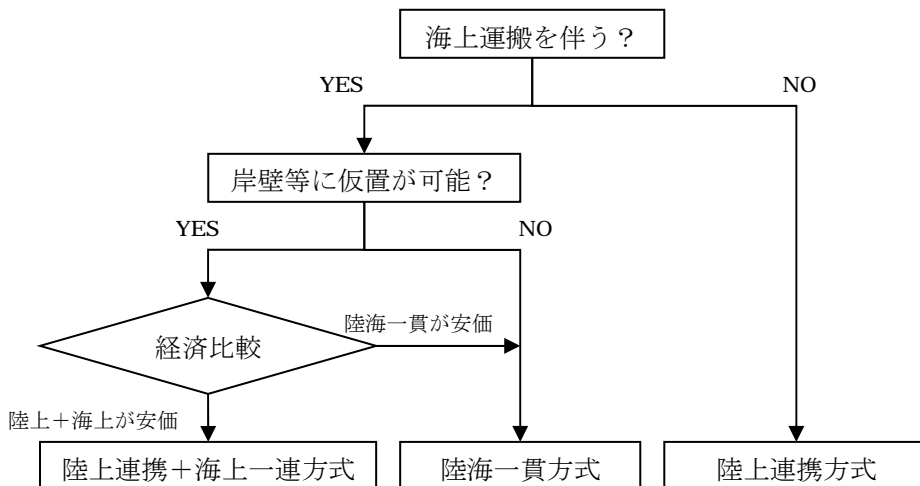 海上運搬を伴う？
YES
NO
岸壁等に仮置が可能？
YES
NO
経済比較
陸海一貫が安価
陸上＋海上が安価
陸上連携＋海上一連方式
陸海一貫方式
陸上連携方式